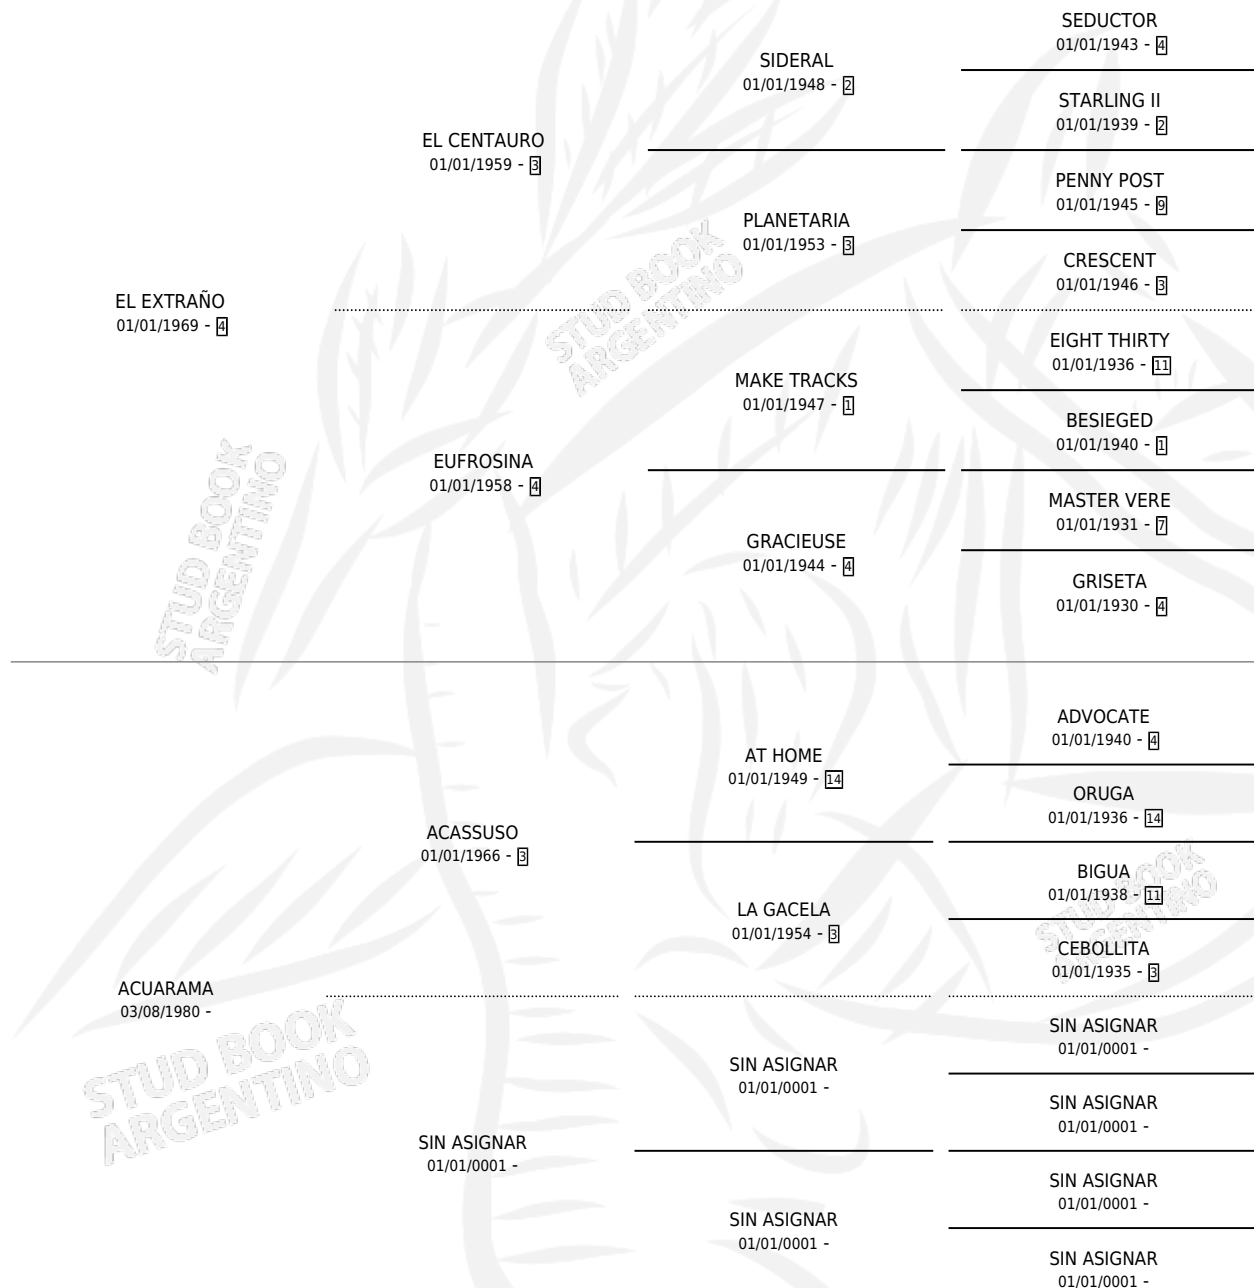 SEDUCTOR
01/01/1943 - 4
SIDERAL
01/01/1948 - 2
STARLING II
01/01/1939 - 2
EL CENTAURO
01/01/1959 - 3
PENNY POST
01/01/1945 - 9
PLANETARIA
01/01/1953 - 3
CRESCENT
01/01/1946 - 3
EL EXTRAÑO
01/01/1969 - 4
EIGHT THIRTY
01/01/1936 - 11
MAKE TRACKS
01/01/1947 - 1
BESIEGED
01/01/1940 - 1
EUFROSINA
01/01/1958 - 4
MASTER VERE
01/01/1931 - 7
GRACIEUSE
01/01/1944 - 4
GRISETA
01/01/1930 - 4
STUD BOOK
ARGENTINO
STUD BOOK
ARGENTINO
ADVOCATE
01/01/1940 - 4
AT HOME
01/01/1949 - 14
ORUGA
01/01/1936 - 14
ACASSUSO
01/01/1966 - 3
BIGUA
01/01/1938 - 11
LA GACELA
01/01/1954 - 3
CEBOLLITA
01/01/1935 - 3
ACUARAMA
03/08/1980 -
SIN ASIGNAR
01/01/0001 -
SIN ASIGNAR
01/01/0001 -
SIN ASIGNAR
01/01/0001 -
SIN ASIGNAR
01/01/0001 -
SIN ASIGNAR
01/01/0001 -
SIN ASIGNAR
01/01/0001 -
SIN ASIGNAR
01/01/0001 -
STUD BOOK
ARGENTINO
STUD BOOK
ARGENTINO